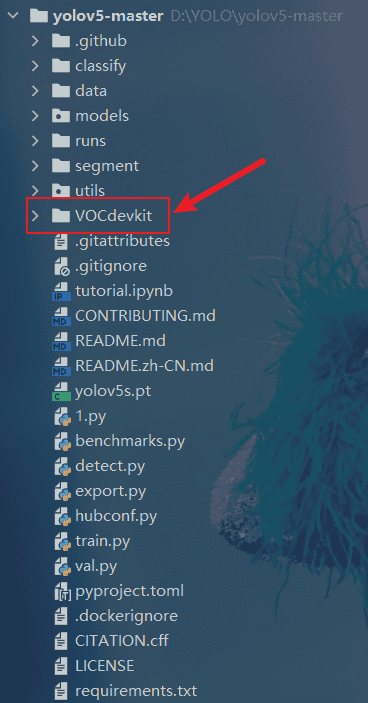 yolov5-master D:\YOLO\yolov5-master
.github
classify
data
models
runs
segment
utils
VOCdevkit
.gitattributes
.gitignore
tutorial.ipynb
CONTRIBUTING.md
README.md
README.zh-CN.md
yolov5s.pt
1.py
benchmarks.py
detect.py
export.py
hubconf.py
train.py
val.py
pyproject.toml
.dockerignore
CITATION.cff
LICENSE
requirements.txt